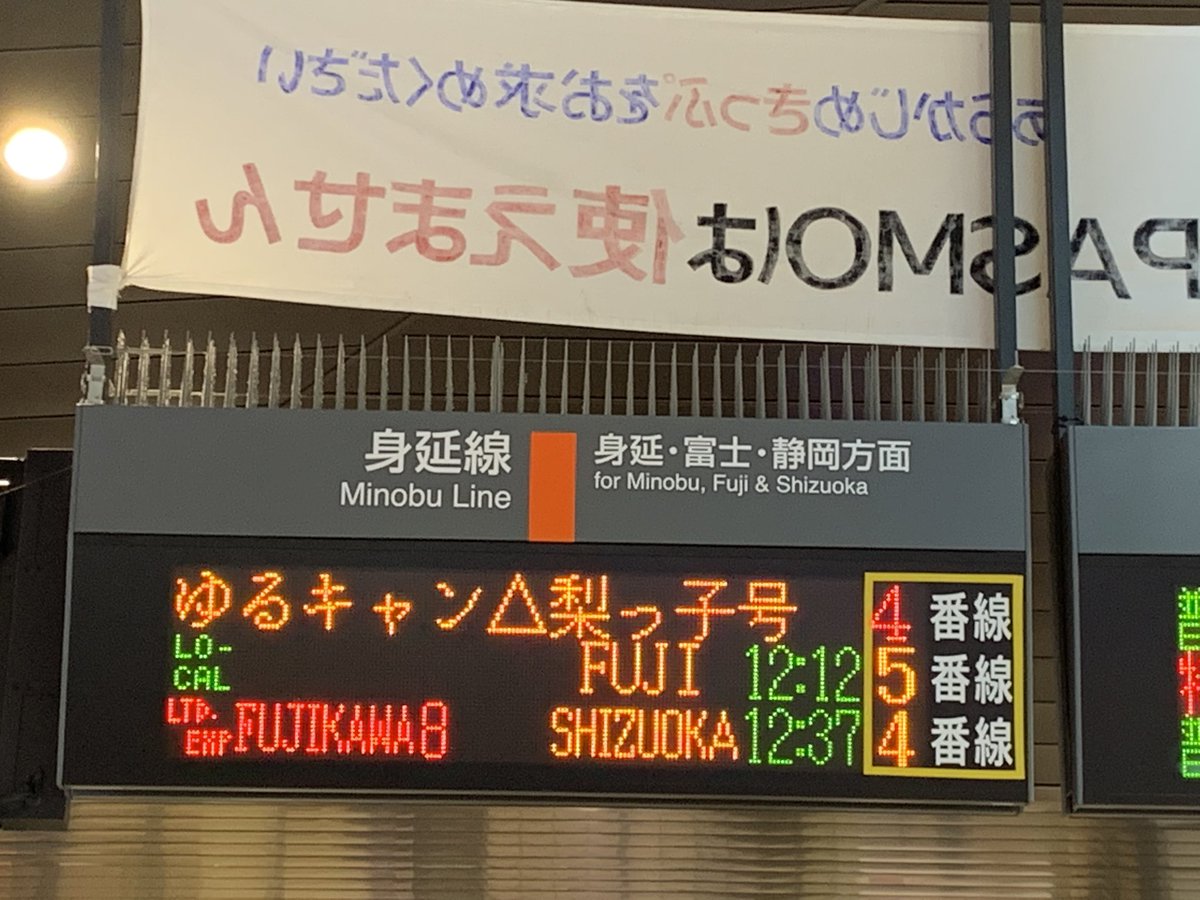 あらかじめきっぷをお求めください
PASMOは使えません
身延線
Minobu Line
身延・富士・静岡方面
for Minobu, Fuji & Shizuoka
ゆるキャン△梨っ子号 4 番線
LO-CAL FUJI 12:12 5 番線
LTD. EXP FUJIKAWA8 SHIZUOKA 12:37 4 番線